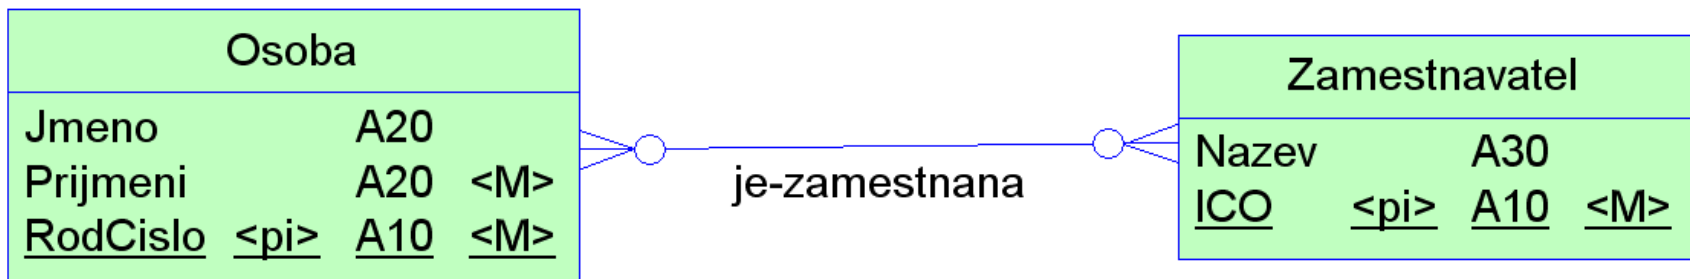 Osoba
Jmeno A20
Prijmeni A20 <M>
RodCislo <pi> A10 <M>
je-zamestnana
Zamestnavatel
Nazev A30
ICO <pi> A10 <M>